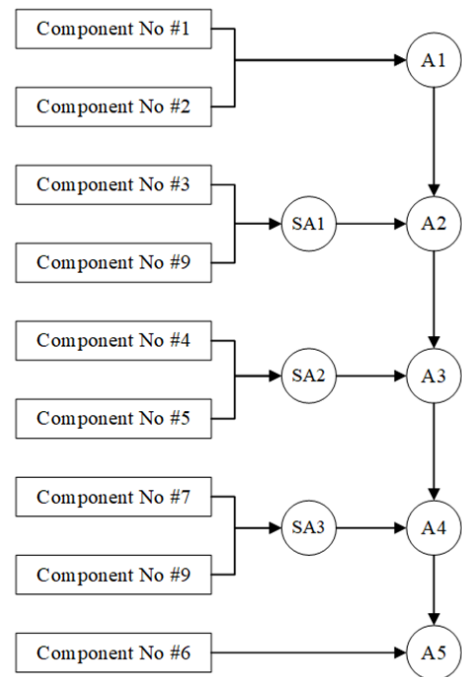 Component No #1
A1
Component No #2
Component No #3
SA1
A2
Component No #9
Component No #4
SA2
A3
Component No #5
Component No #7
SA3
A4
Component No #9
Component No #6
A5